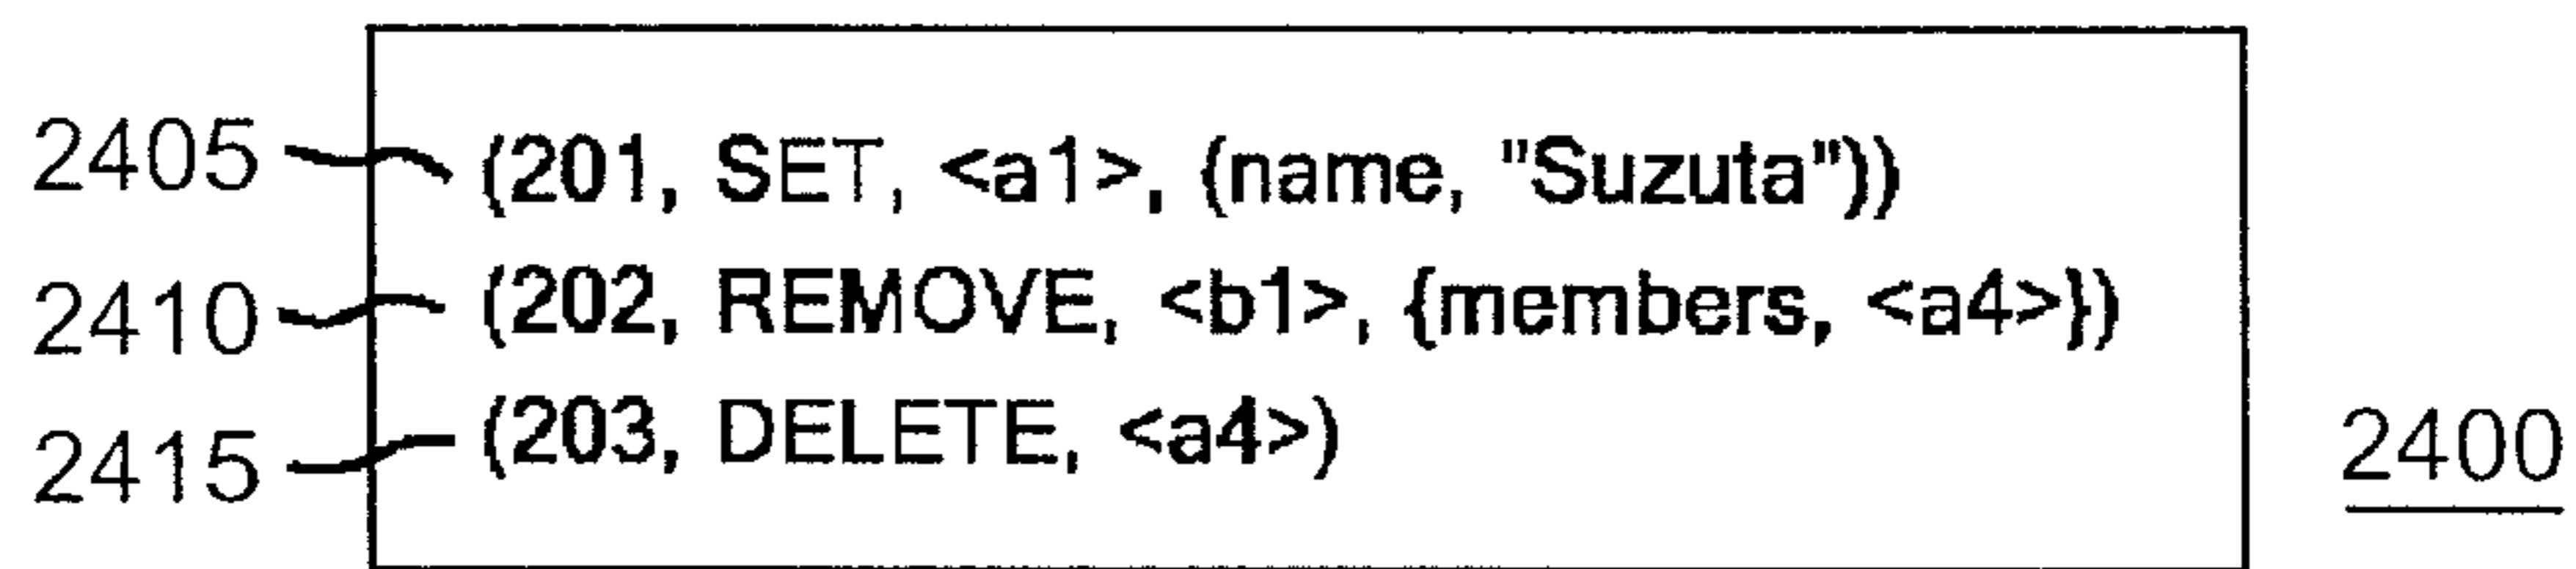 2405 (201, SET, <a1>, (name, "Suzuta"))
2410 (202, REMOVE, <b1>, {members, <a4>})
2415 (203, DELETE, <a4>)
2400